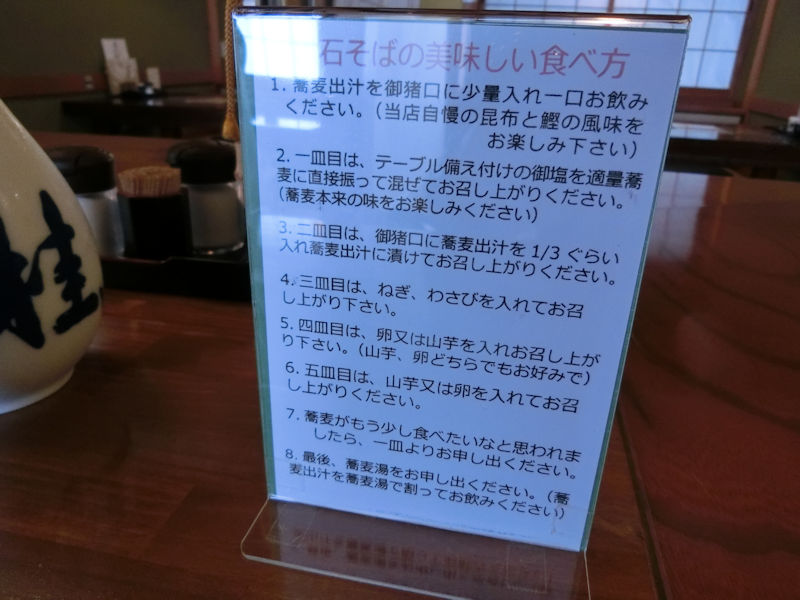 石そばの美味しい食べ方
1. 蕎麦出汁を御猪口に少量入れ一口お飲み
ください。（当店自慢の昆布と鰹の風味を
お楽しみ下さい）
2. 一皿目は、テーブル備え付けの御塩を適量蕎
麦に直接振って混ぜてお召し上がりください。
（蕎麦本来の味をお楽しみください）
3. 二皿目は、御猪口に蕎麦出汁を 1/3 ぐらい
入れ蕎麦出汁に漬けてお召し上がりください。
4. 三皿目は、ねぎ、わさびを入れてお召
し上がり下さい。
5. 四皿目は、卵又は山芋を入れお召し上が
り下さい。（山芋、卵どちらでもお好みで）
6. 五皿目は、山芋又は卵を入れてお召
し上がりください。
7. 蕎麦がもう少し食べたいなと思われま
したら、一皿よりお申し出ください。
8. 最後、蕎麦湯をお申し出ください。（蕎
麦出汁を蕎麦湯で割ってお飲みください）
桂